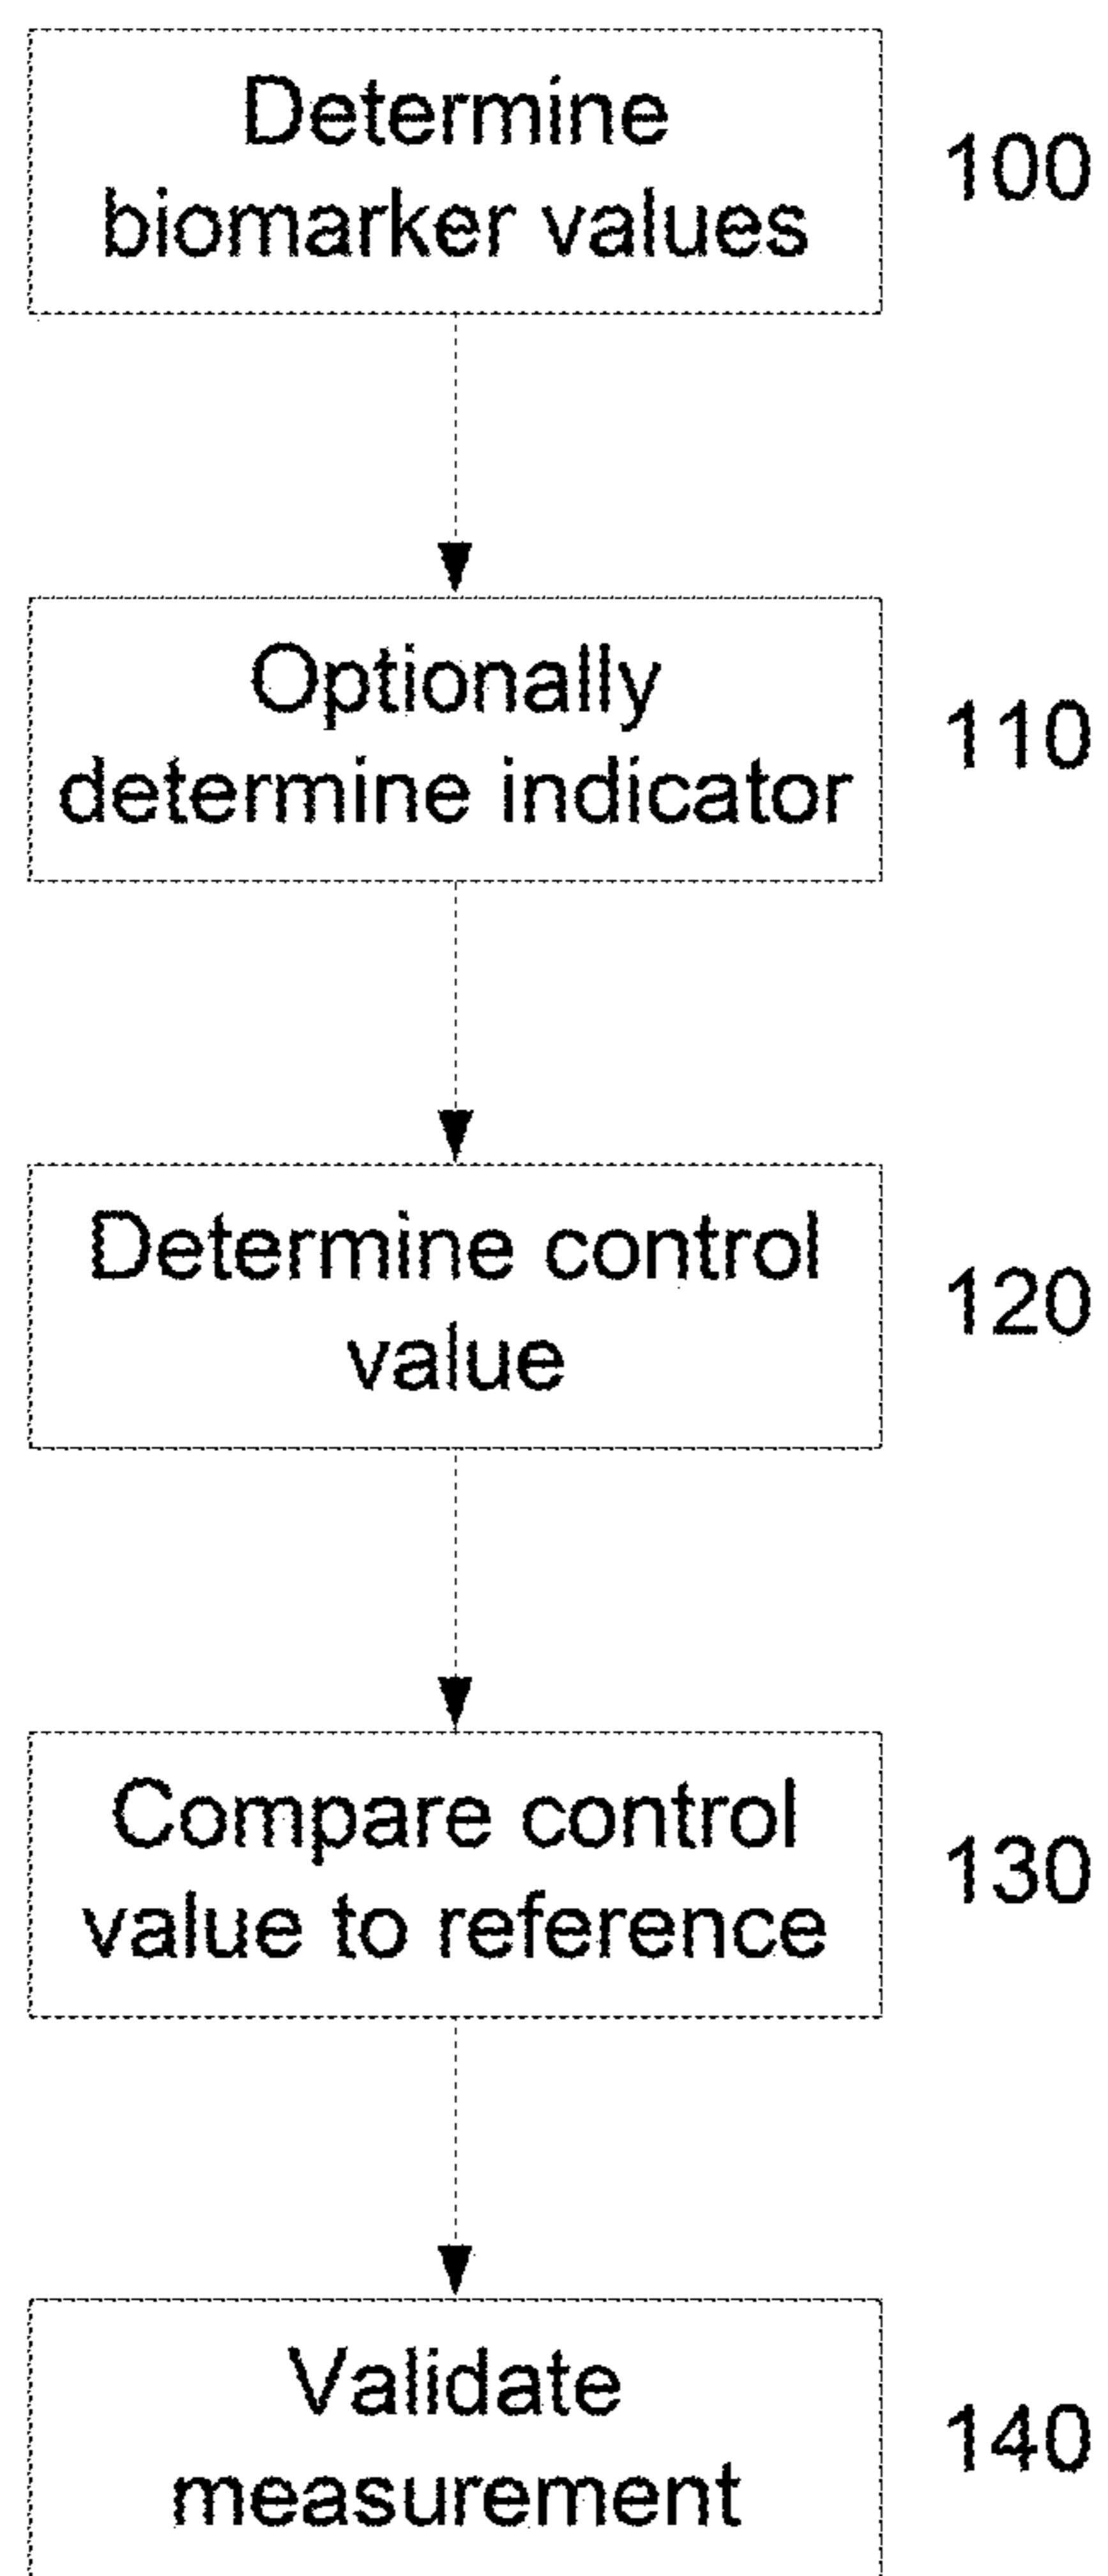 Determine
biomarker values
100
Optionally
determine indicator
110
Determine control
value
120
Compare control
value to reference
130
Validate
measurement
140